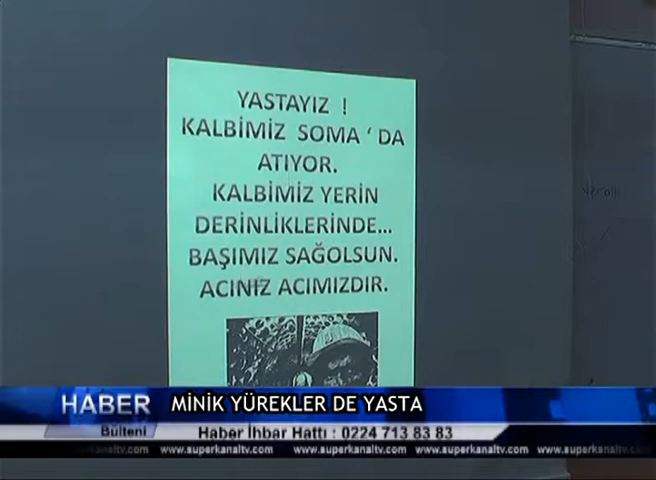 YASTAYIZ !
KALBİMİZ SOMA ' DA
ATIYOR.
KALBİMİZ YERİN
DERİNLİKLERİNDE...
BAŞIMIZ SAĞOLSUN.
ACINIZ ACIMIZDIR.
HABER MİNİK YÜREKLER DE YASTA
Bülteni Haber İhbar Hattı : 0224 713 83 83
www.superkanaltv.com www.superkanaltv.com www.superkanaltv.com www.superkanaltv.com